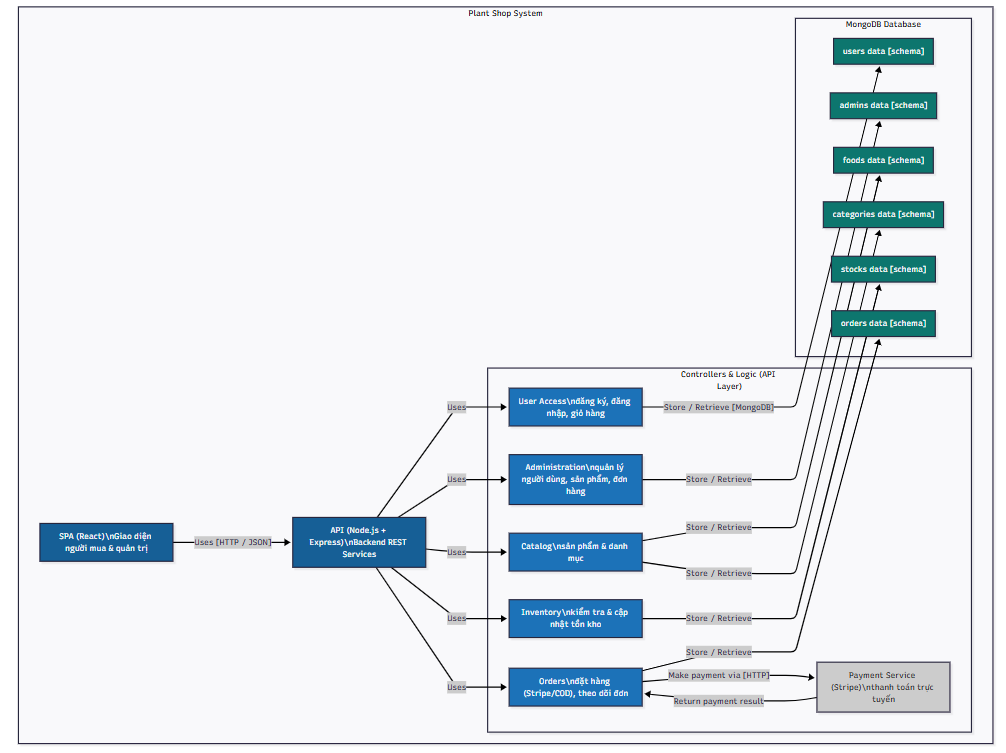 Plant Shop System
MongoDB Database
users data [schema]
admins data [schema]
foods data [schema]
categories data [schema]
stocks data [schema]
orders data [schema]
Controllers & Logic (API
Layer)
Uses
User Access\nđăng ký, đăng
nhập, giỏ hàng
Store / Retrieve [MongoDB]
Uses
Administration\nquản lý
người dùng, sản phẩm, đơn
hàng
Store / Retrieve
SPA (React)\nGiao diện
người mua & quản trị
Uses [HTTP / JSON]
API (Node.js +
Express)\nBackend REST
Services
Uses
Catalog\nsản phẩm & danh
mục
Store / Retrieve
Store / Retrieve
Uses
Inventory\nkiểm tra & cập
nhật tồn kho
Store / Retrieve
Uses
Orders\nđặt hàng
(Stripe/COD), theo dõi đơn
Store / Retrieve
Make payment via [HTTP]
Return payment result
Payment Service
(Stripe)\nthanh toán trực
tuyến